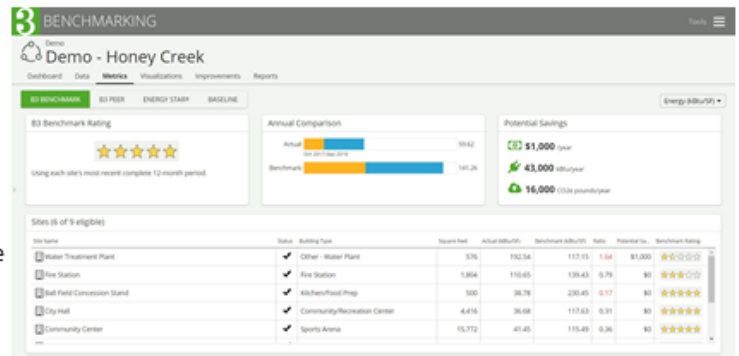 3 BENCHMARKING Tools
Demo
Demo - Honey Creek
Dashboard Data Metrics Visualizations Improvements Reports
B3 BENCHMARK B3 PEER ENERGY STAR® BASELINE Energy (kBtu/SF)
B3 Benchmark Rating Annual Comparison Potential Savings
Actual 59.62 $1,000 /year
Using each site's most recent complete 12-month period.
Benchmark 141.26 43,000 kBtu/year
16,000 CO2e pounds/year
Sites (6 of 9 eligible)
Site Name Status Building Type Square Feet Actual (kBtu/SF) Benchmark (kBtu/SF) Ratio Potential Sa... Benchmark Rating
Water Treatment Plant Other - Water Plant 576 192.54 117.15 1.64 $1,000
e
Fire Station Fire Station 1,804 110.65 139.43 0.79 $0
Ball Field Concession Stand Kitchen/Food Prep 500 38.78 230.45 0.17 $0
City Hall Community/Recreation Center 4,416 36.68 117.63 0.31 $0
Community Center Sports Arena 15,772 41.45 115.49 0.36 $0